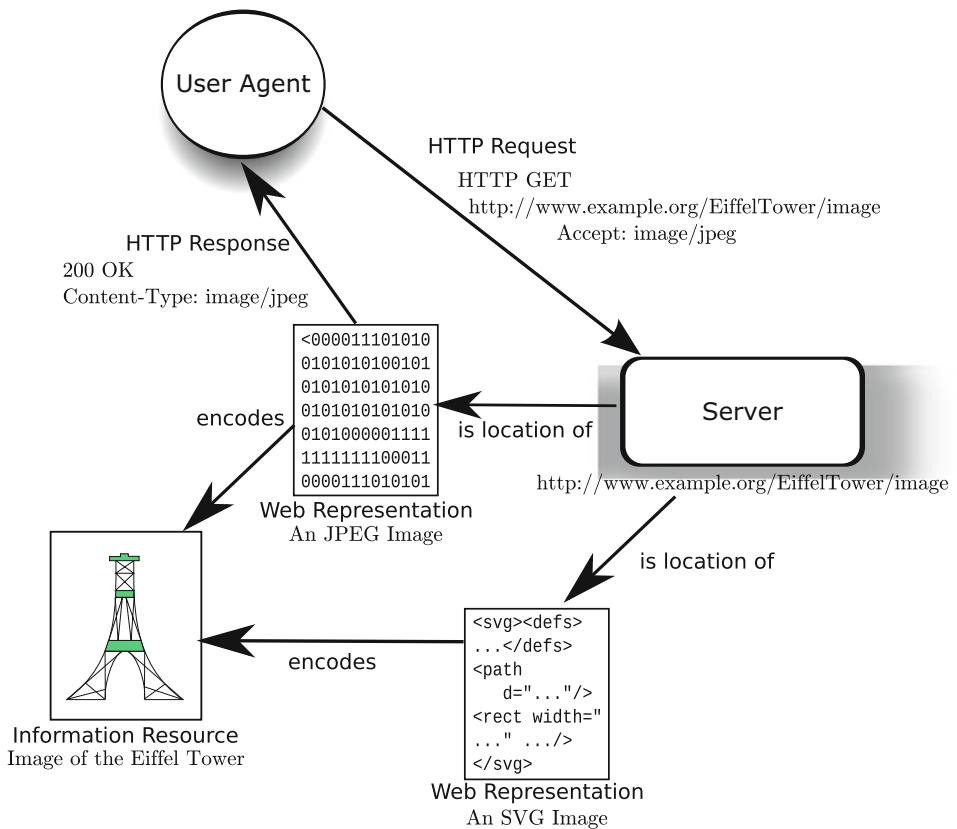 User Agent
HTTP Request
HTTP GET
http://www.example.org/EiffelTower/image
Accept: image/jpeg
HTTP Response
200 OK
Content-Type: image/jpeg
<000011101010
0101010100101
0101010101010
0101010101010
0101000001111
1111111100011
0000111010101
Web Representation
An JPEG Image
encodes
is location of
Server
http://www.example.org/EiffelTower/image
is location of
encodes
Information Resource
Image of the Eiffel Tower
<svg><defs>
...</defs>
<path
d="..."/>
<rect width="
..." .../>
</svg>
Web Representation
An SVG Image